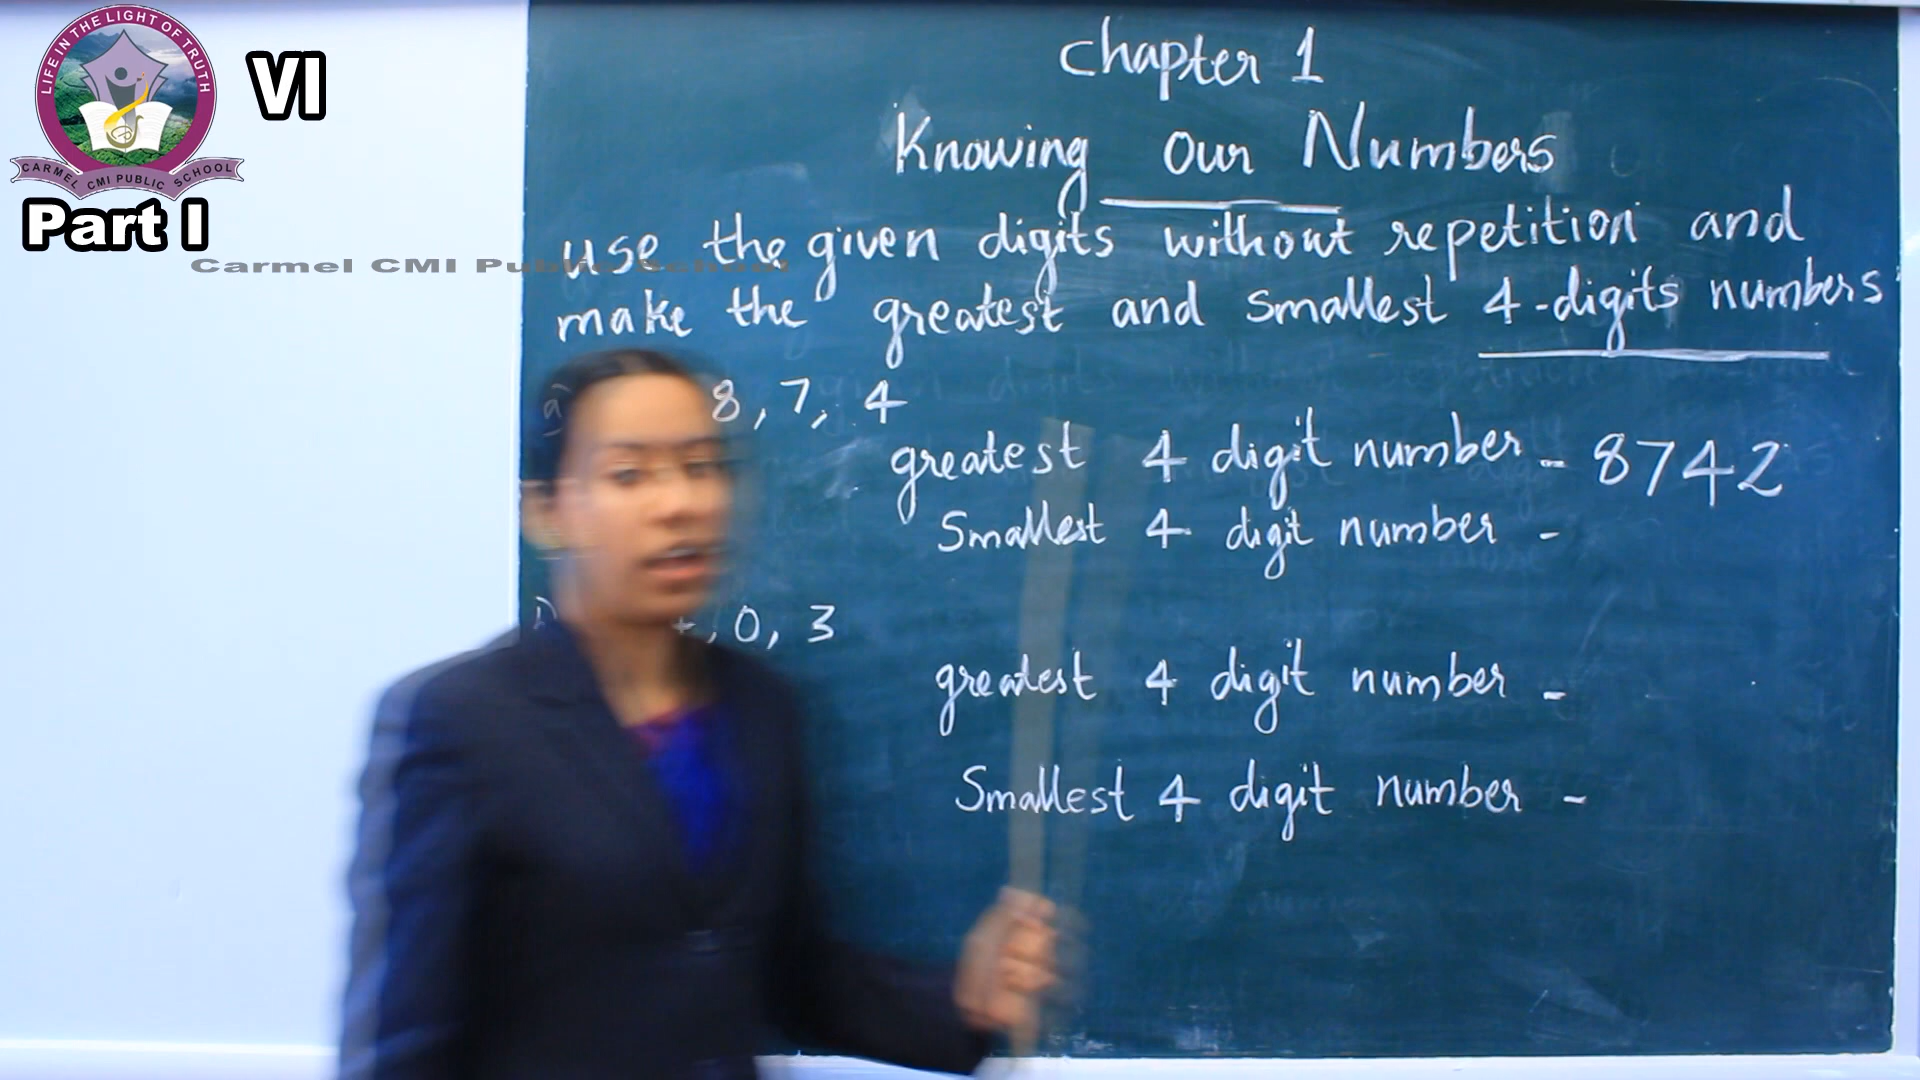 LIFE IN THE LIGHT OF TRUTH
CARMEL CMI PUBLIC SCHOOL
VI
Part I
Carmel CMI Public School
Chapter 1
Knowing Our Numbers
use the given digits without repetition and
make the greatest and smallest 4-digits numbers
a) 8, 7, 4
greatest 4 digit number - 8742
Smallest 4 digit number -
, 0, 3
greatest 4 digit number -
Smallest 4 digit number -